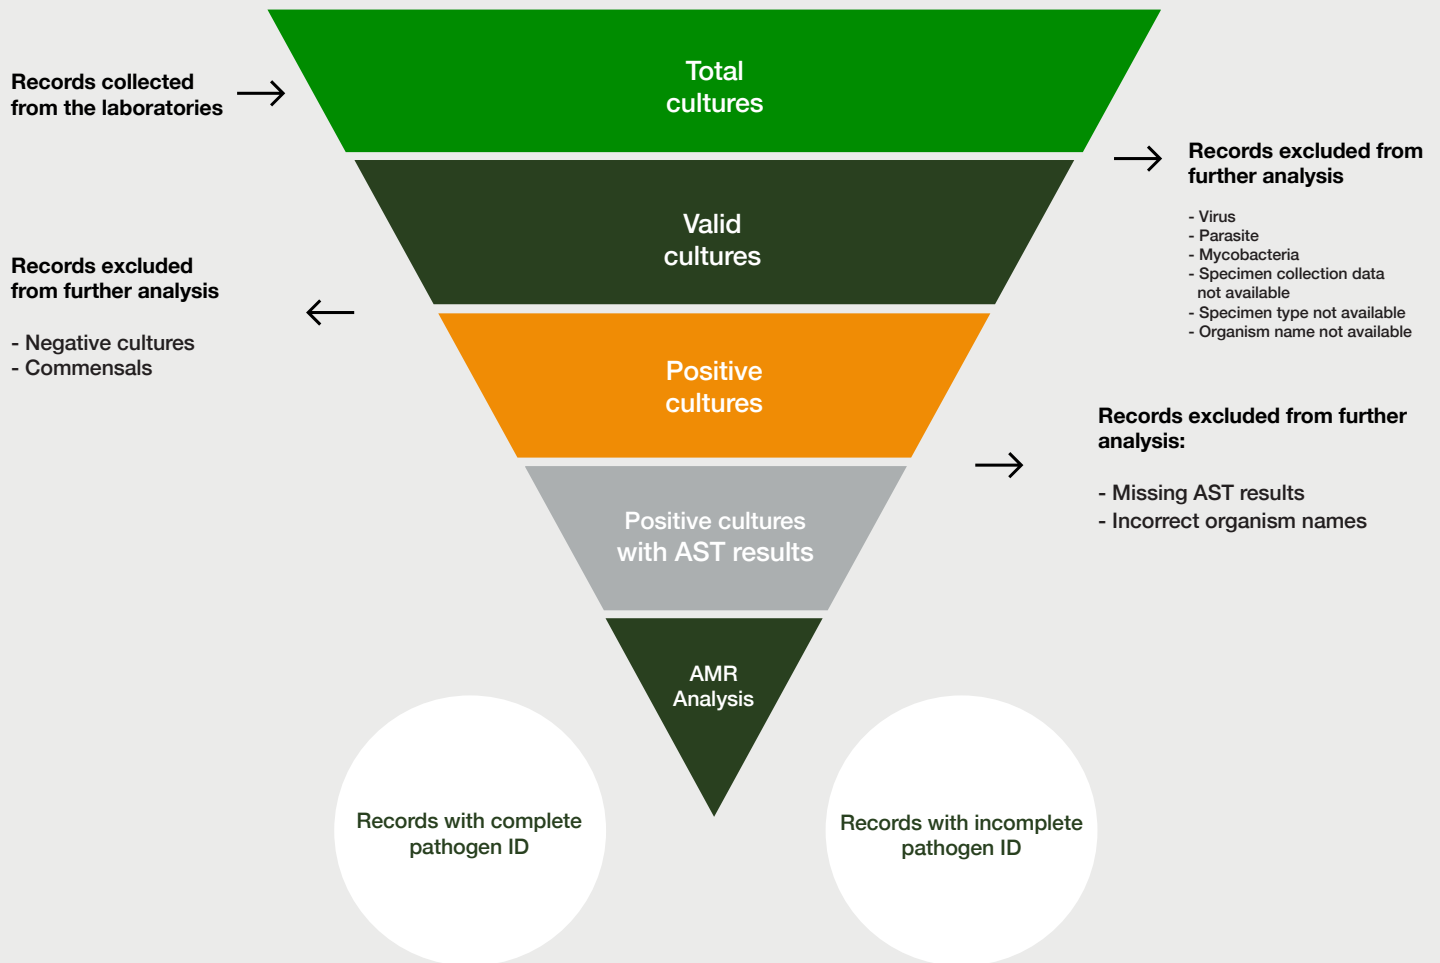 Total
cultures
Records collected
from the laboratories
Records excluded from
further analysis
- Virus
- Parasite
- Mycobacteria
- Specimen collection data
not available
- Specimen type not available
- Organism name not available
Valid
cultures
Records excluded
from further analysis
- Negative cultures
- Commensals
Positive
cultures
Records excluded from further
analysis:
- Missing AST results
- Incorrect organism names
Positive cultures
with AST results
AMR
Analysis
Records with complete
pathogen ID
Records with incomplete
pathogen ID